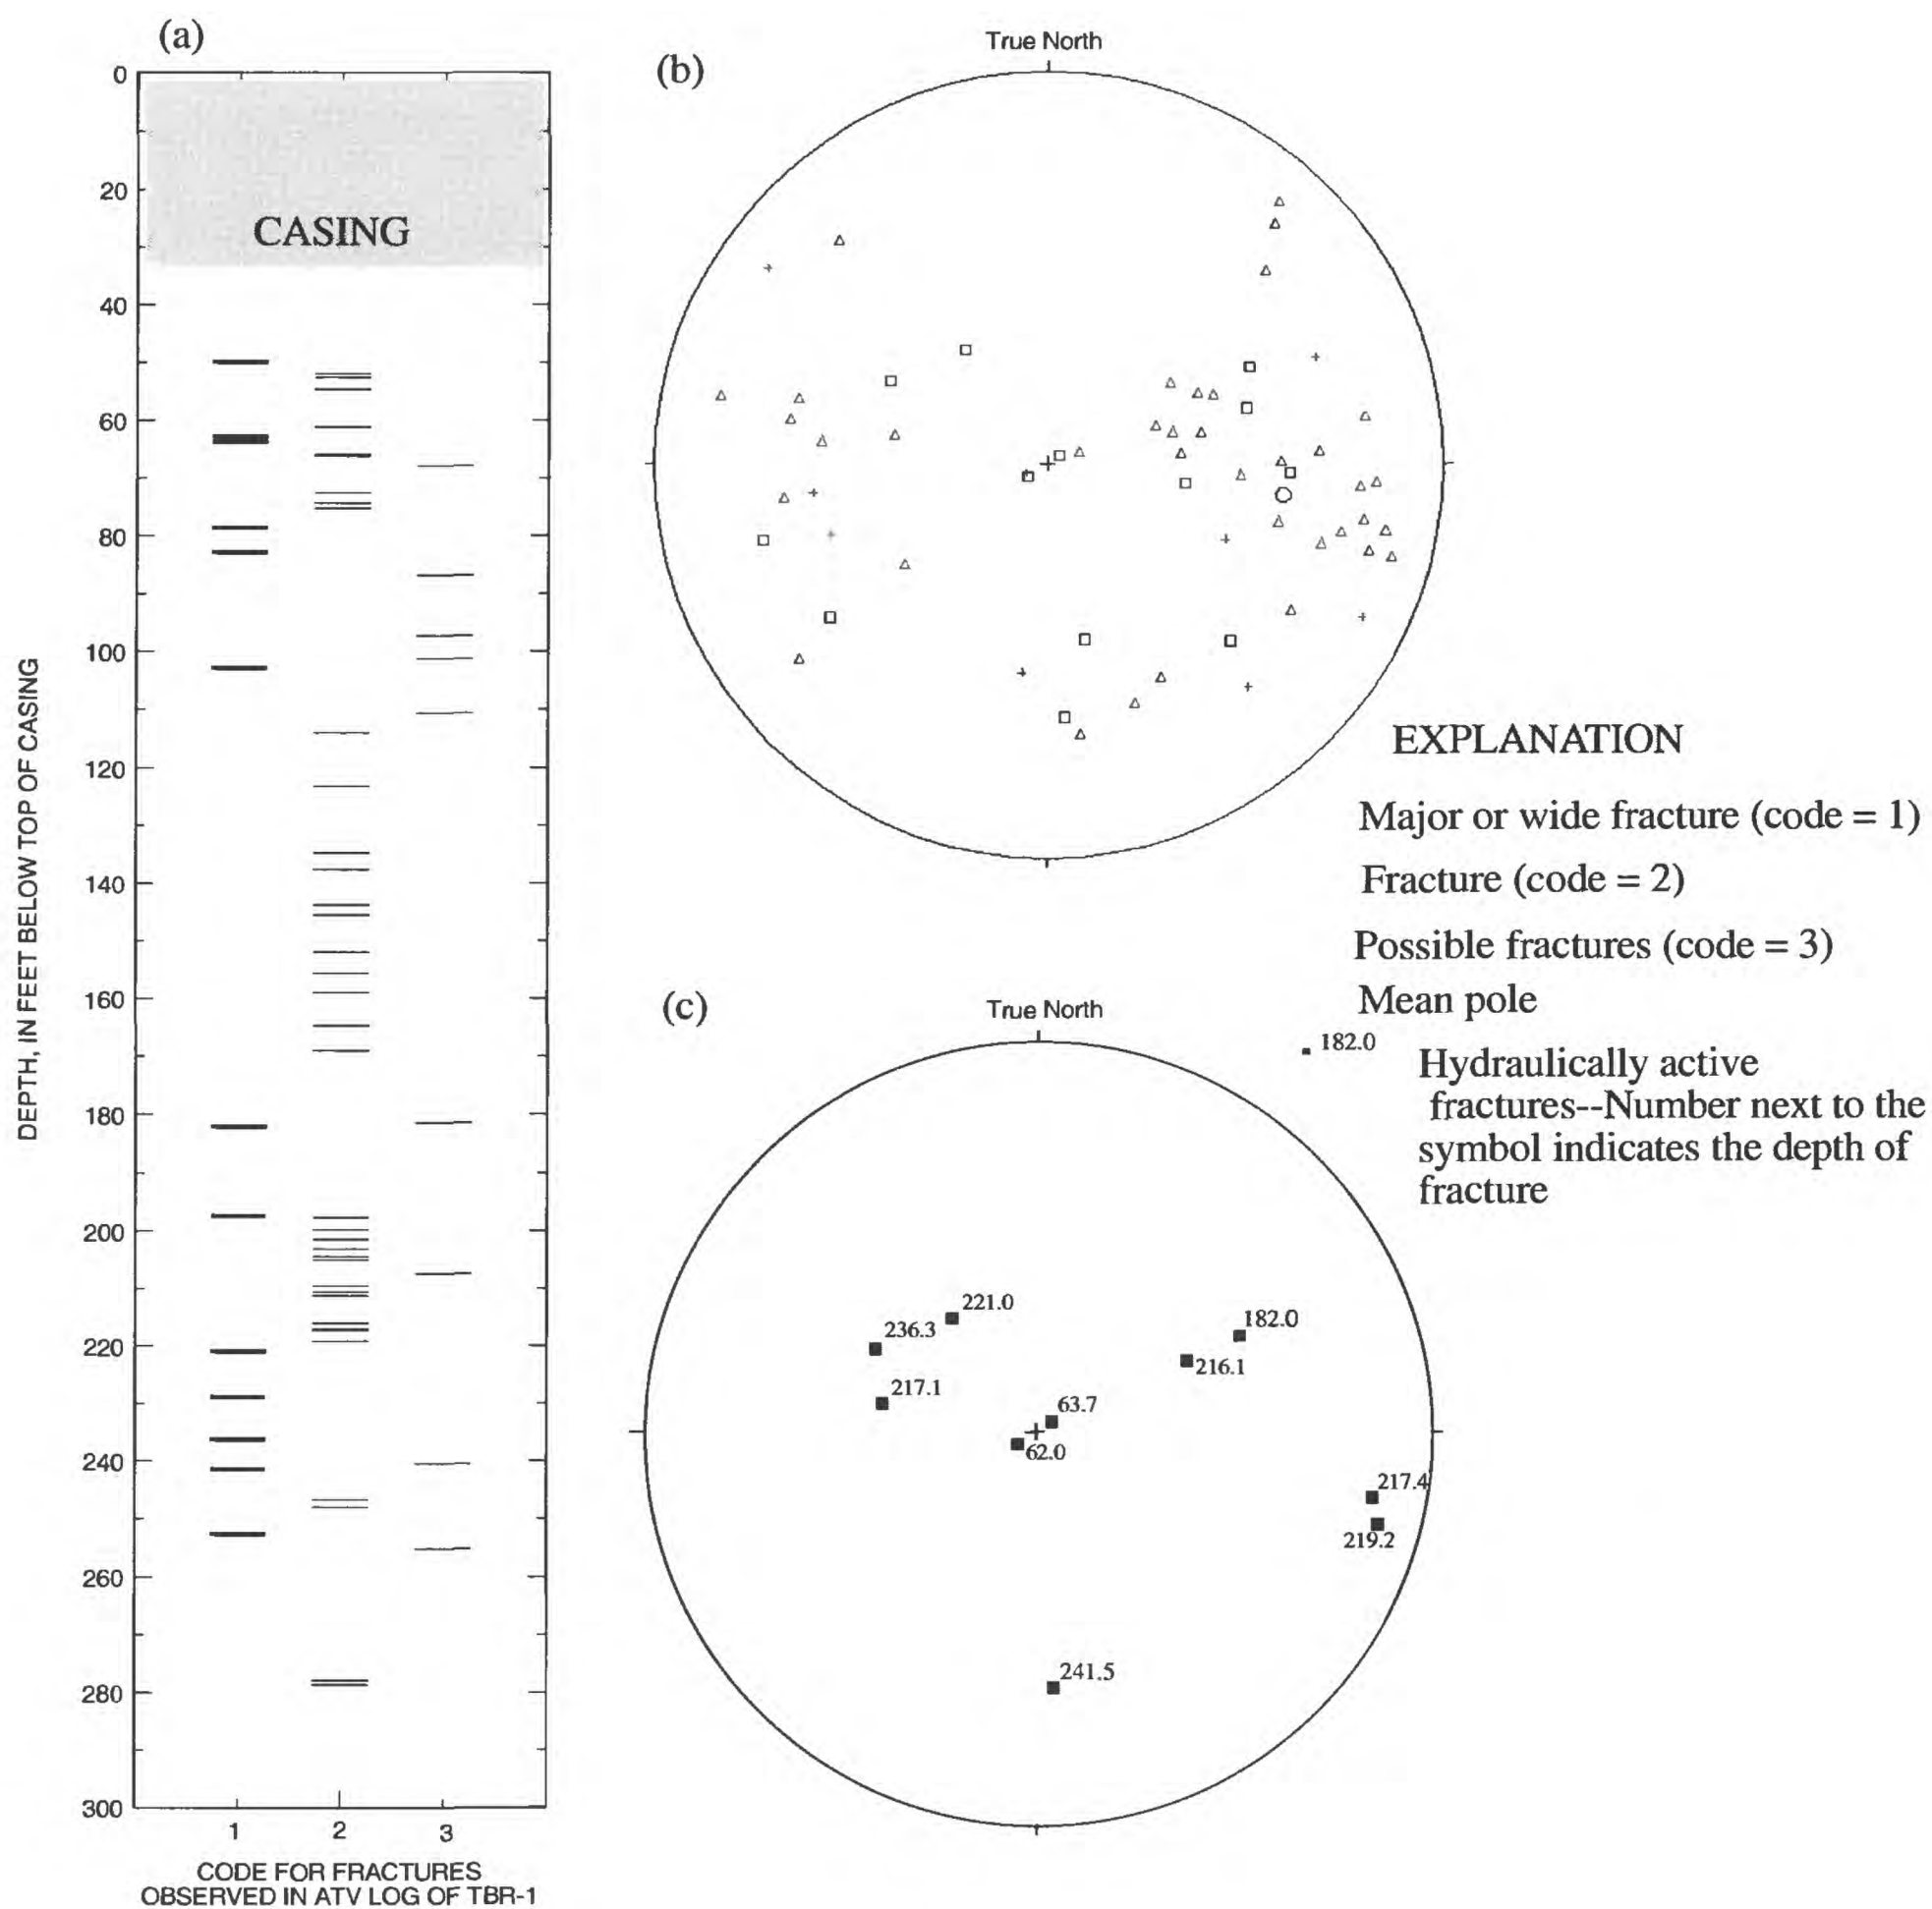 (a)
0
20
40
60
80
100
120
140
160
180
200
220
240
260
280
300
CASING
DEPTH, IN FEET BELOW TOP OF CASING
1 2 3
CODE FOR FRACTURES
OBSERVED IN ATV LOG OF TBR-1
(b)
True North
EXPLANATION
Major or wide fracture (code = 1)
Fracture (code = 2)
Possible fractures (code = 3)
Mean pole
182.0
Hydraulically active
fractures--Number next to the
symbol indicates the depth of
fracture
(c)
True North
221.0
236.3
182.0
216.1
217.1
63.7
62.0
217.4
219.2
241.5